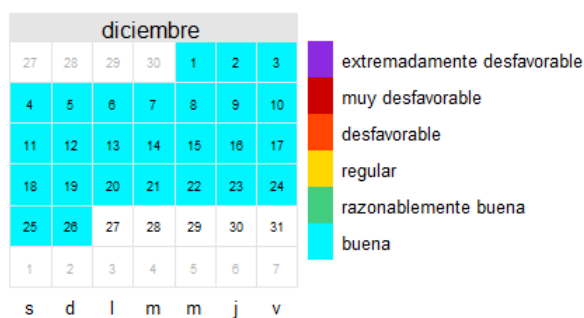 diciembre
27 28 29 30 1 2 3
4 5 6 7 8 9 10
11 12 13 14 15 16 17
18 19 20 21 22 23 24
25 26 27 28 29 30 31
1 2 3 4 5 6 7
s d l m m j v
extremadamente desfavorable
muy desfavorable
desfavorable
regular
razonablemente buena
buena